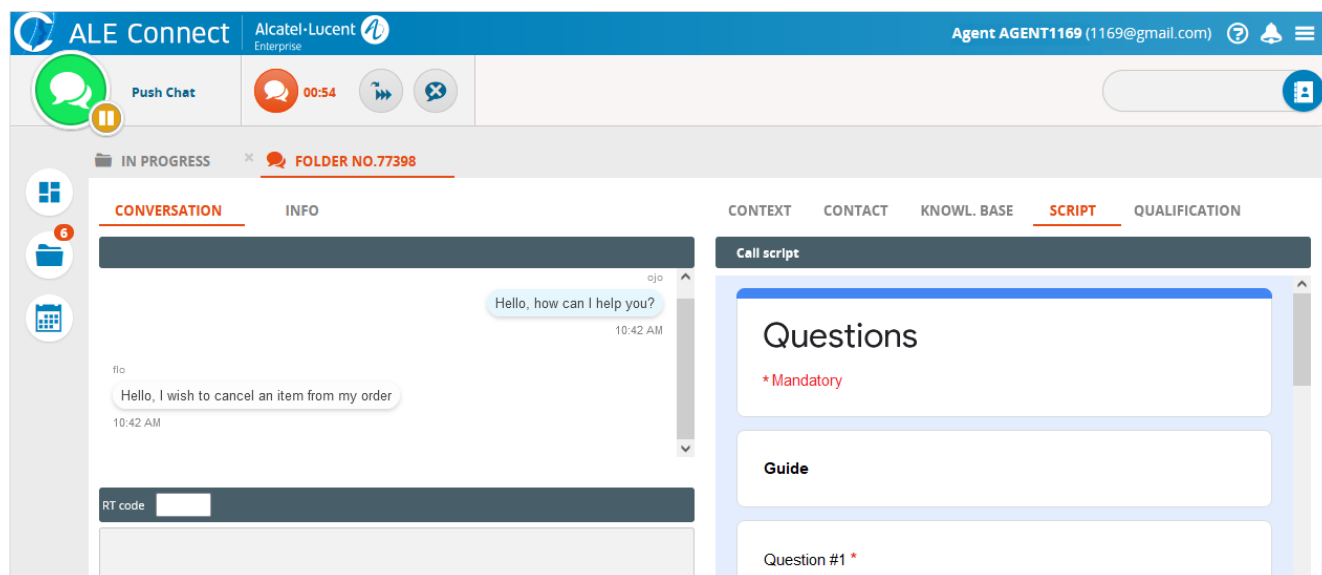 ALE Connect
Alcatel·Lucent
Enterprise
Agent AGENT1169 (1169@gmail.com)
Push Chat
00:54
IN PROGRESS
× FOLDER NO.77398
6
CONVERSATION INFO
ojo
Hello, how can I help you?
10:42 AM
flo
Hello, I wish to cancel an item from my order
10:42 AM
RT code
CONTEXT CONTACT KNOWL. BASE SCRIPT QUALIFICATION
Call script
Questions
* Mandatory
Guide
Question #1 *